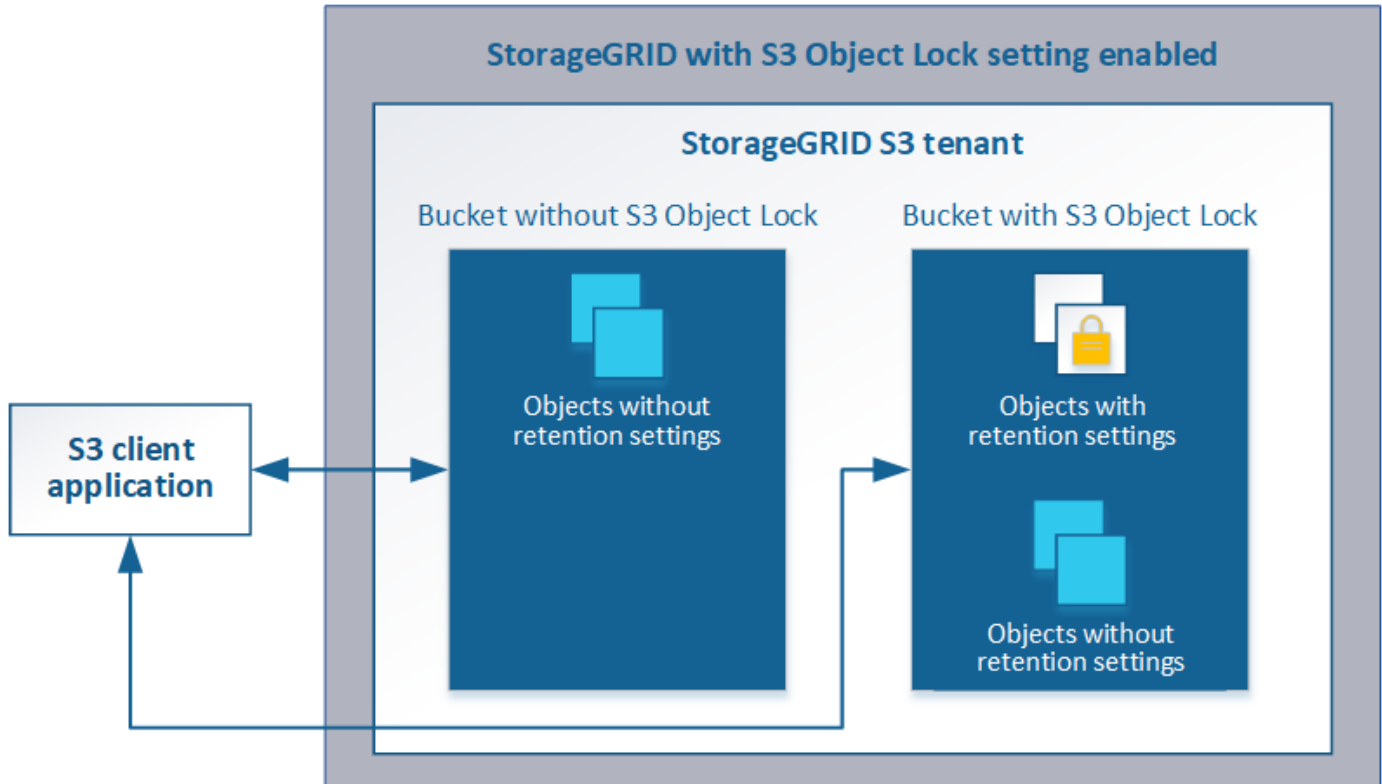 StorageGRID with S3 Object Lock setting enabled
StorageGRID S3 tenant
Bucket without S3 Object Lock
Bucket with S3 Object Lock
Objects without
retention settings
Objects with
retention settings
S3 client
application
Objects without
retention settings